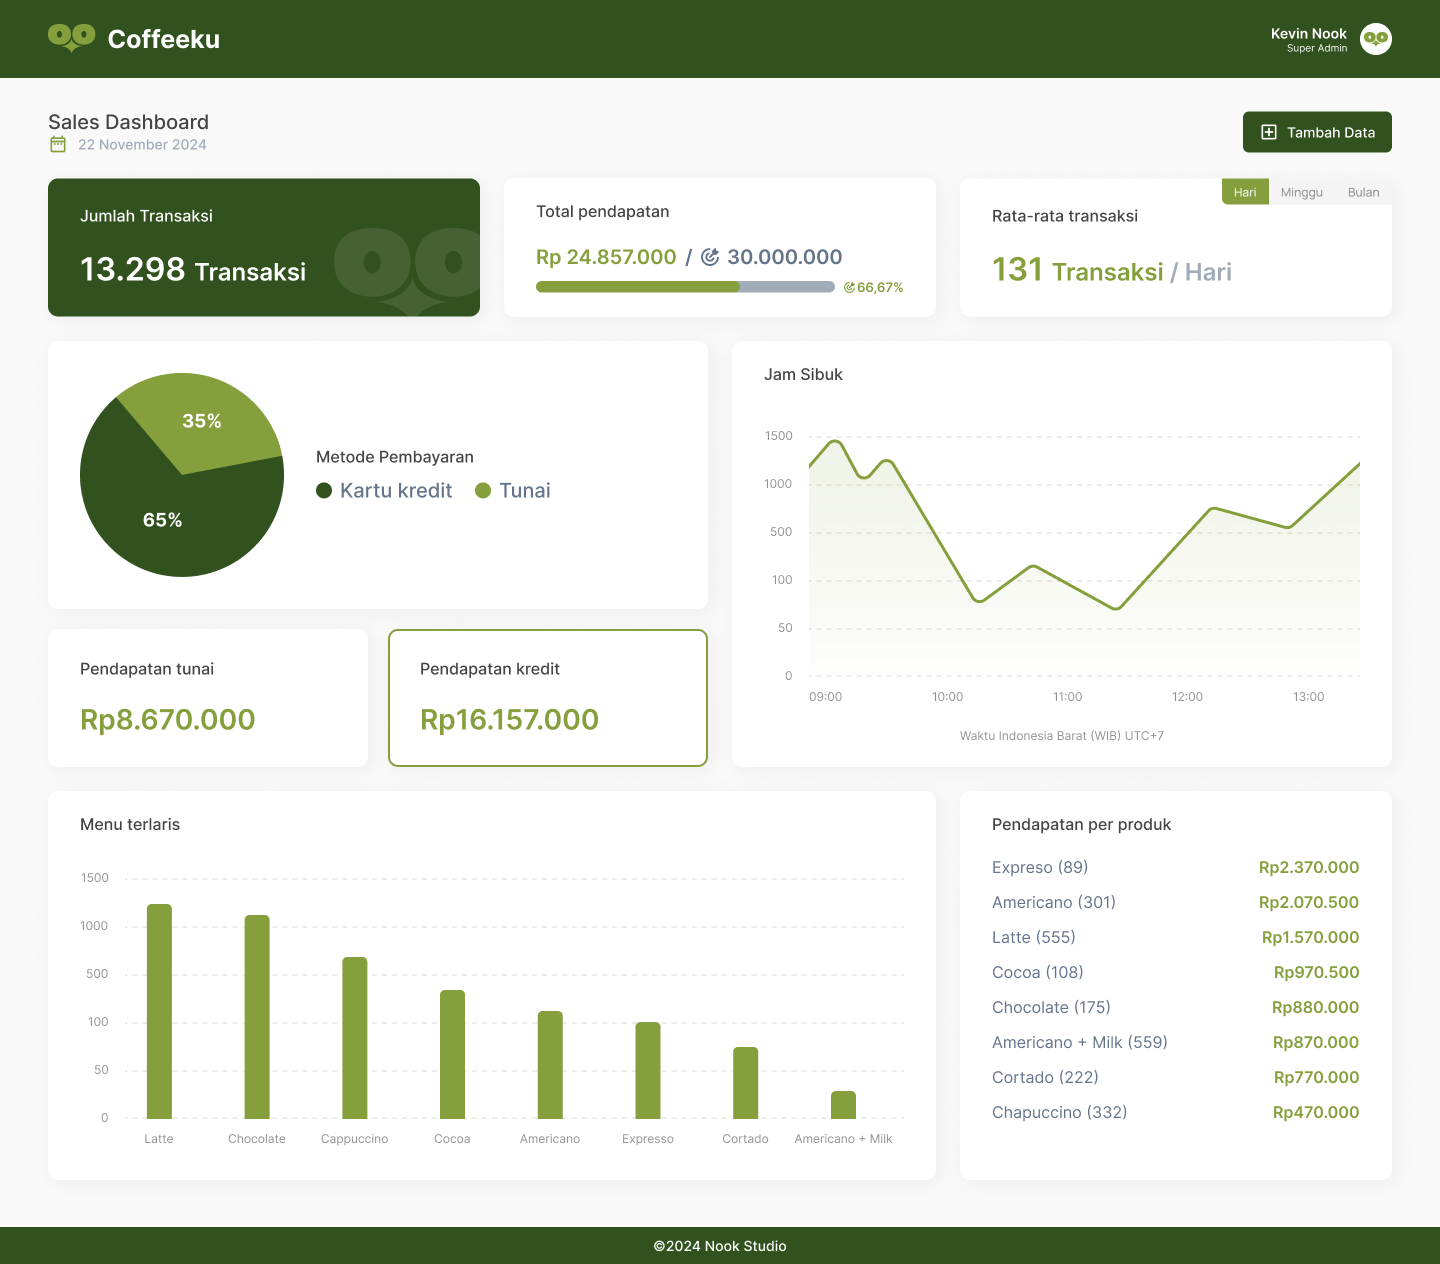 Coffeeku
Kevin Nook
Super Admin
Sales Dashboard
22 November 2024
Tambah Data
Jumlah Transaksi
13.298 Transaksi
Total pendapatan
Rp 24.857.000 / 30.000.000
66,67%
Hari Minggu Bulan
Rata-rata transaksi
131 Transaksi / Hari
35%
65%
Metode Pembayaran
Kartu kredit Tunai
Jam Sibuk
1500
1000
500
100
50
0
09:00 10:00 11:00 12:00 13:00
Waktu Indonesia Barat (WIB) UTC+7
Pendapatan tunai
Rp8.670.000
Pendapatan kredit
Rp16.157.000
Menu terlaris
1500
1000
500
100
50
0
Latte Chocolate Cappuccino Cocoa Americano Expresso Cortado Americano + Milk
Pendapatan per produk
Expreso (89) Rp2.370.000
Americano (301) Rp2.070.500
Latte (555) Rp1.570.000
Cocoa (108) Rp970.500
Chocolate (175) Rp880.000
Americano + Milk (559) Rp870.000
Cortado (222) Rp770.000
Chapuccino (332) Rp470.000
©2024 Nook Studio